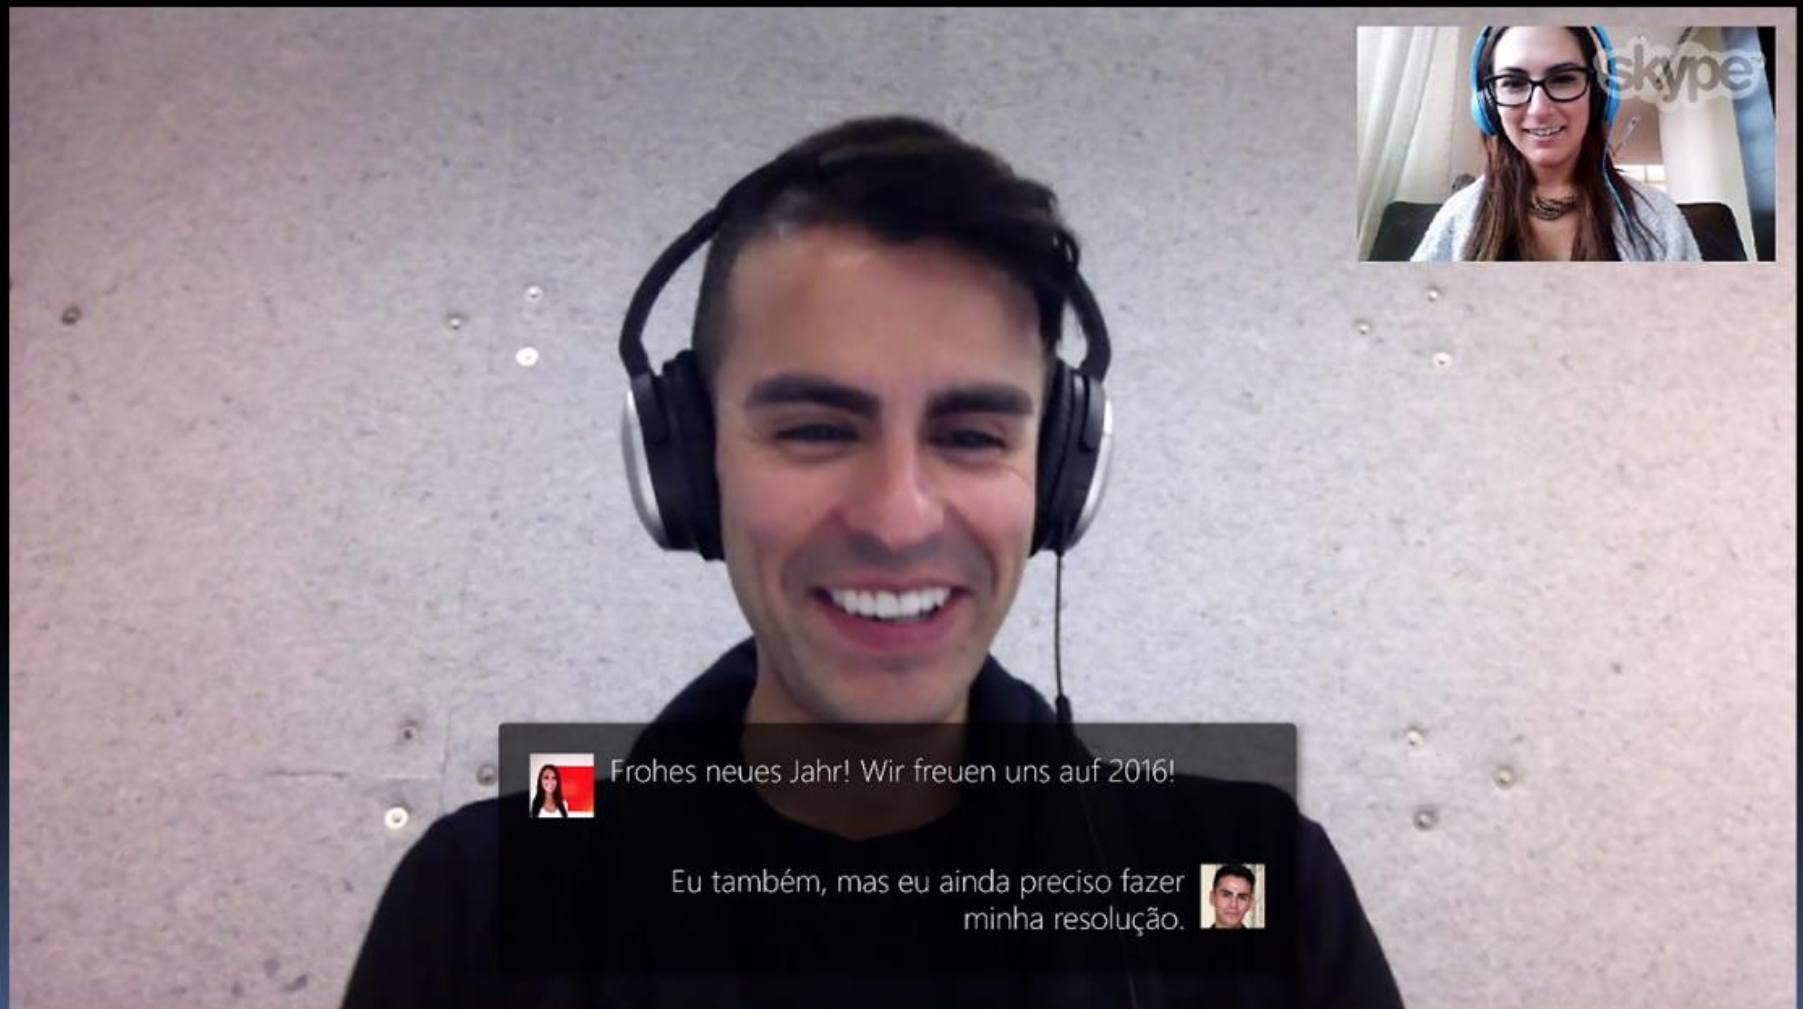 skype
Frohes neues Jahr! Wir freuen uns auf 2016!
Eu também, mas eu ainda preciso fazer
minha resolução.